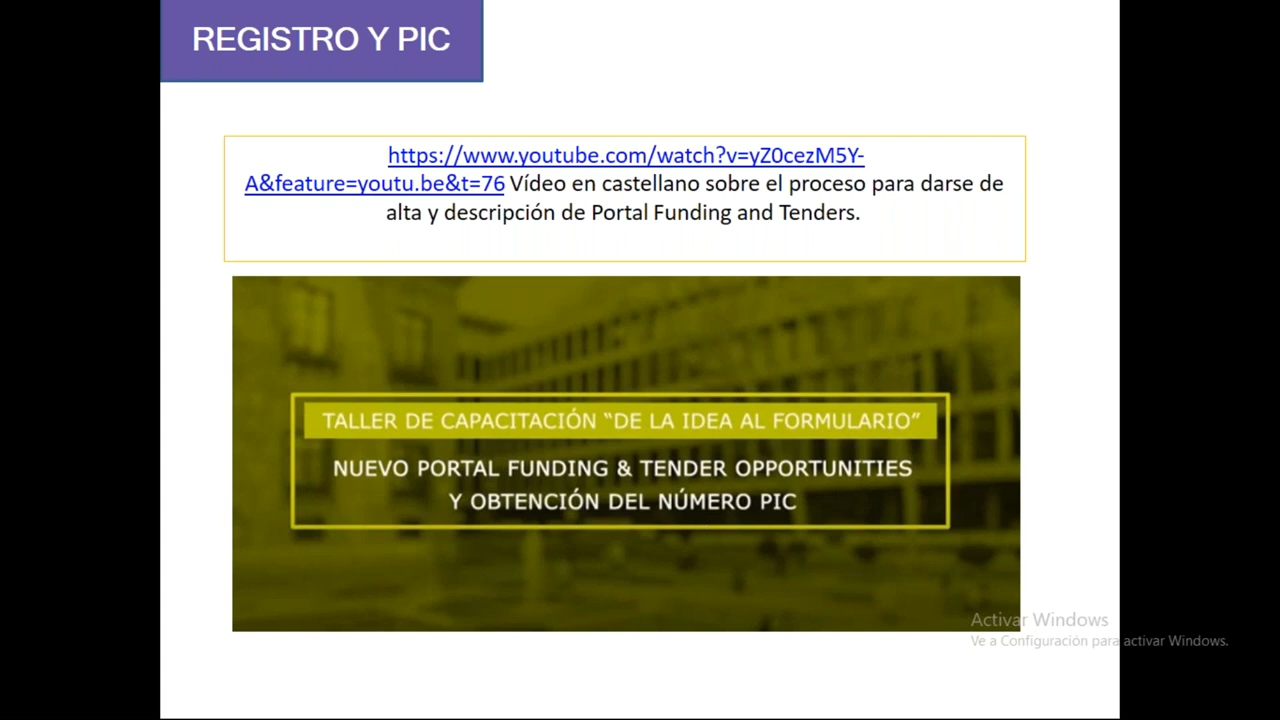 REGISTRO Y PIC
https://www.youtube.com/watch?v=yZ0cezM5Y-
A&feature=youtu.be&t=76 Vídeo en castellano sobre el proceso para darse de
alta y descripción de Portal Funding and Tenders.
TALLER DE CAPACITACIÓN “DE LA IDEA AL FORMULARIO”
NUEVO PORTAL FUNDING & TENDER OPPORTUNITIES
Y OBTENCIÓN DEL NÚMERO PIC
Activar Windows
Ve a Configuración para activar Windows.